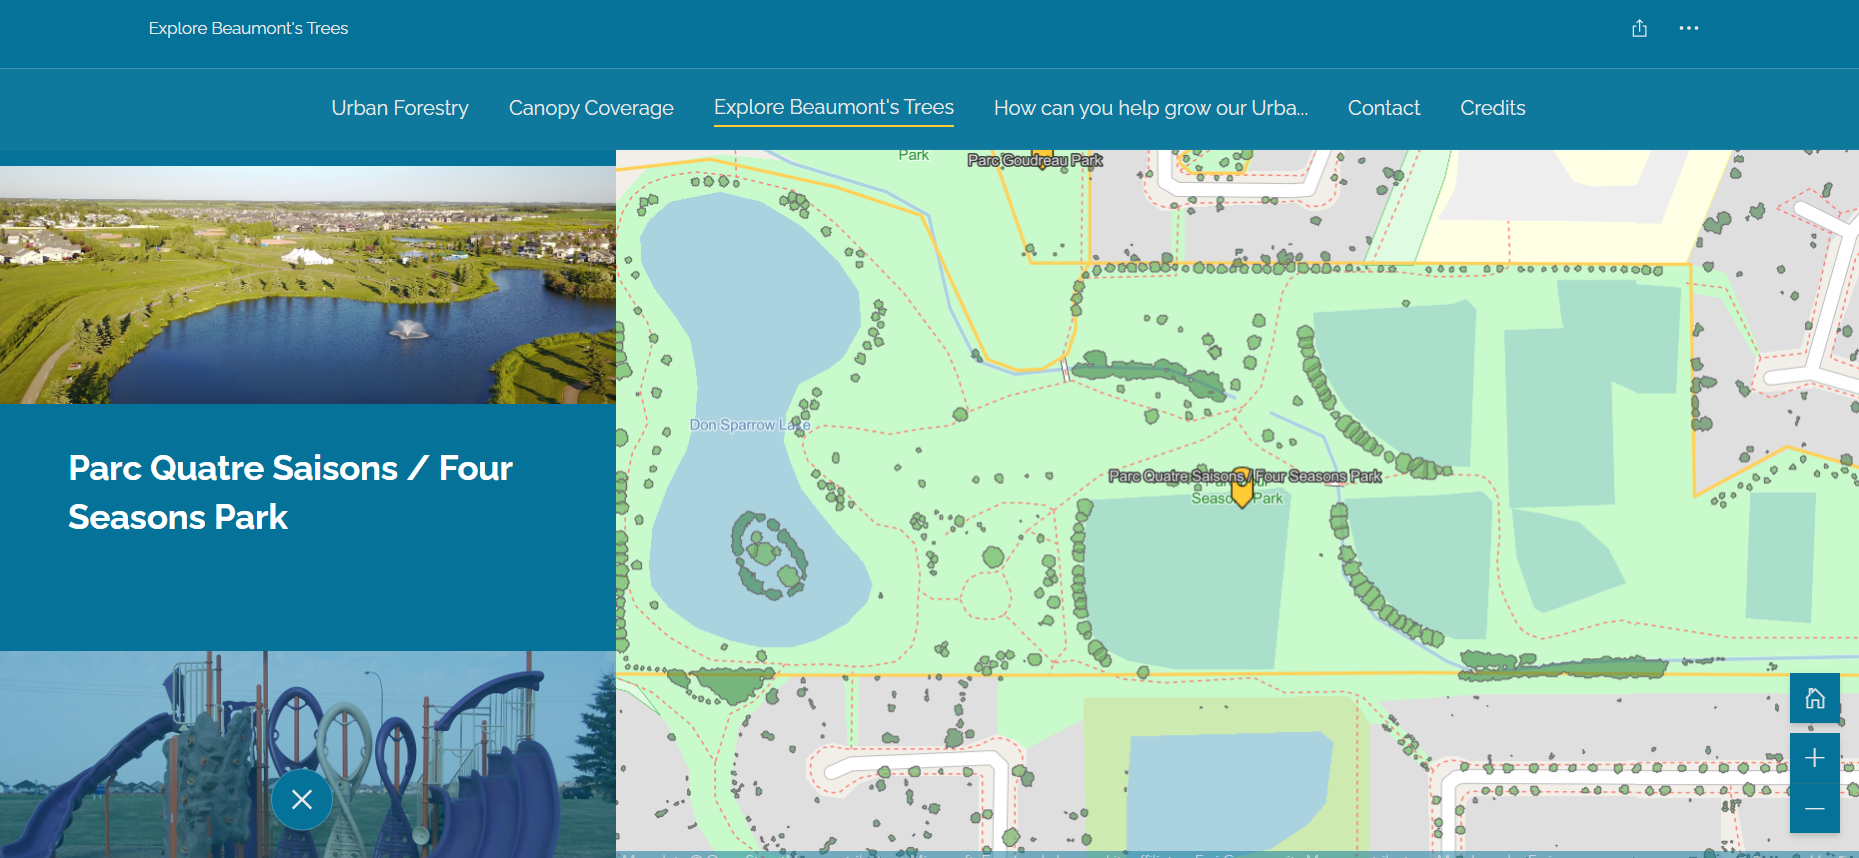 Explore Beaumont's Trees
Urban Forestry
Canopy Coverage
Explore Beaumont's Trees
How can you help grow our Urba...
Contact
Credits
Parc Quatre Saisons / Four
Seasons Park
Park
Parc Goudreau Park
Don Sparrow Lake
Parc Quatre Saisons / Four Seasons Park
Seasons Park